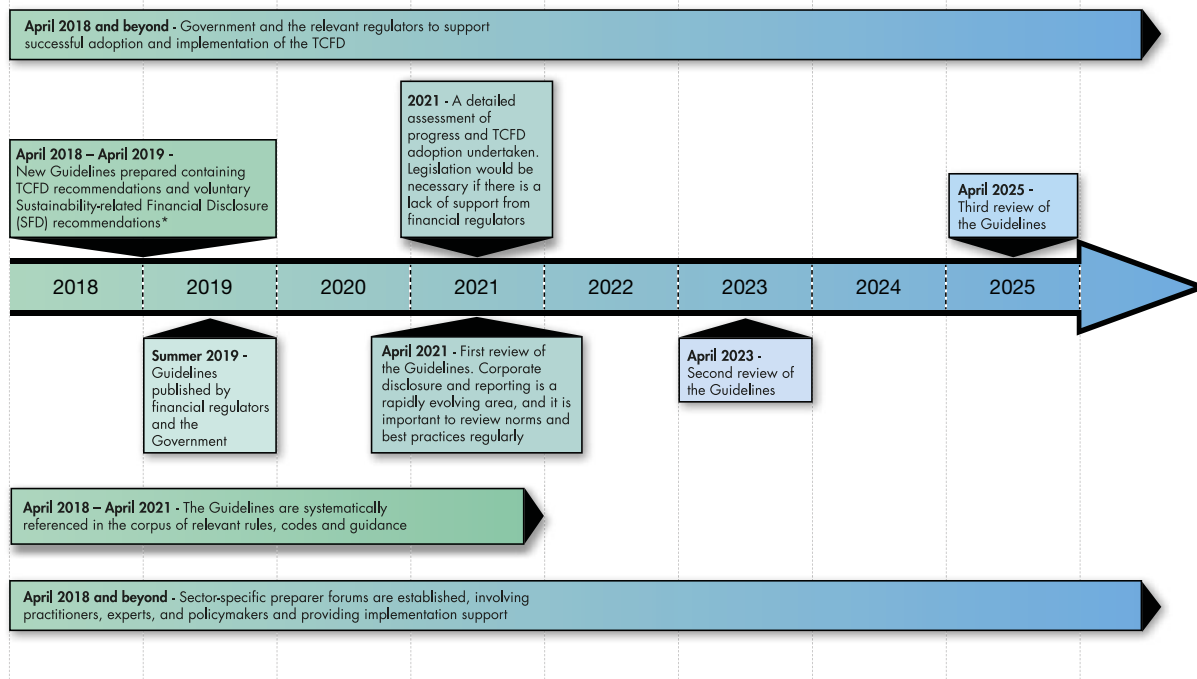 April 2018 and beyond - Government and the relevant regulators to support
successful adoption and implementation of the TCFD
2021 - A detailed
assessment of
progress and TCFD
adoption undertaken.
Legislation would be
necessary if there is a
lack of support from
financial regulators
April 2018 – April 2019 -
New Guidelines prepared containing
TCFD recommendations and voluntary
Sustainability-related Financial Disclosure
(SFD) recommendations*
April 2025 -
Third review of
the Guidelines
2018 2019 2020 2021 2022 2023 2024 2025
Summer 2019 -
Guidelines
published by
financial regulators
and the
Government
April 2021 - First review of
the Guidelines. Corporate
disclosure and reporting is a
rapidly evolving area, and it is
important to review norms and
best practices regularly
April 2023 -
Second review of
the Guidelines
April 2018 – April 2021 - The Guidelines are systematically
referenced in the corpus of relevant rules, codes and guidance
April 2018 and beyond - Sector-specific preparer forums are established, involving
practitioners, experts, and policymakers and providing implementation support